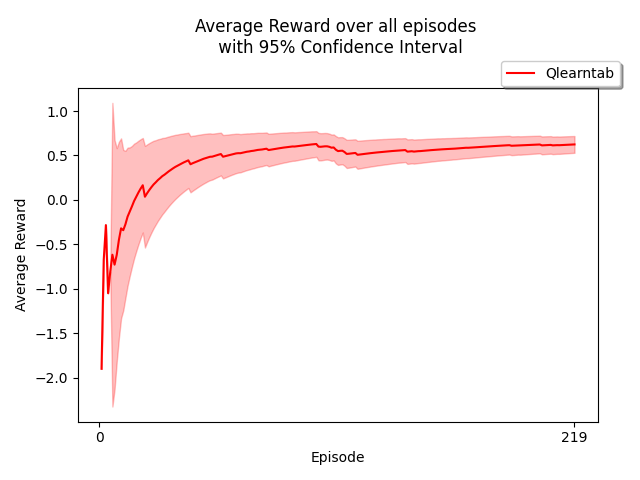 Average Reward over all episodes
with 95% Confidence Interval
Qlearntab
1.0
0.5
0.0
−0.5
−1.0
−1.5
−2.0
Average Reward
0
219
Episode